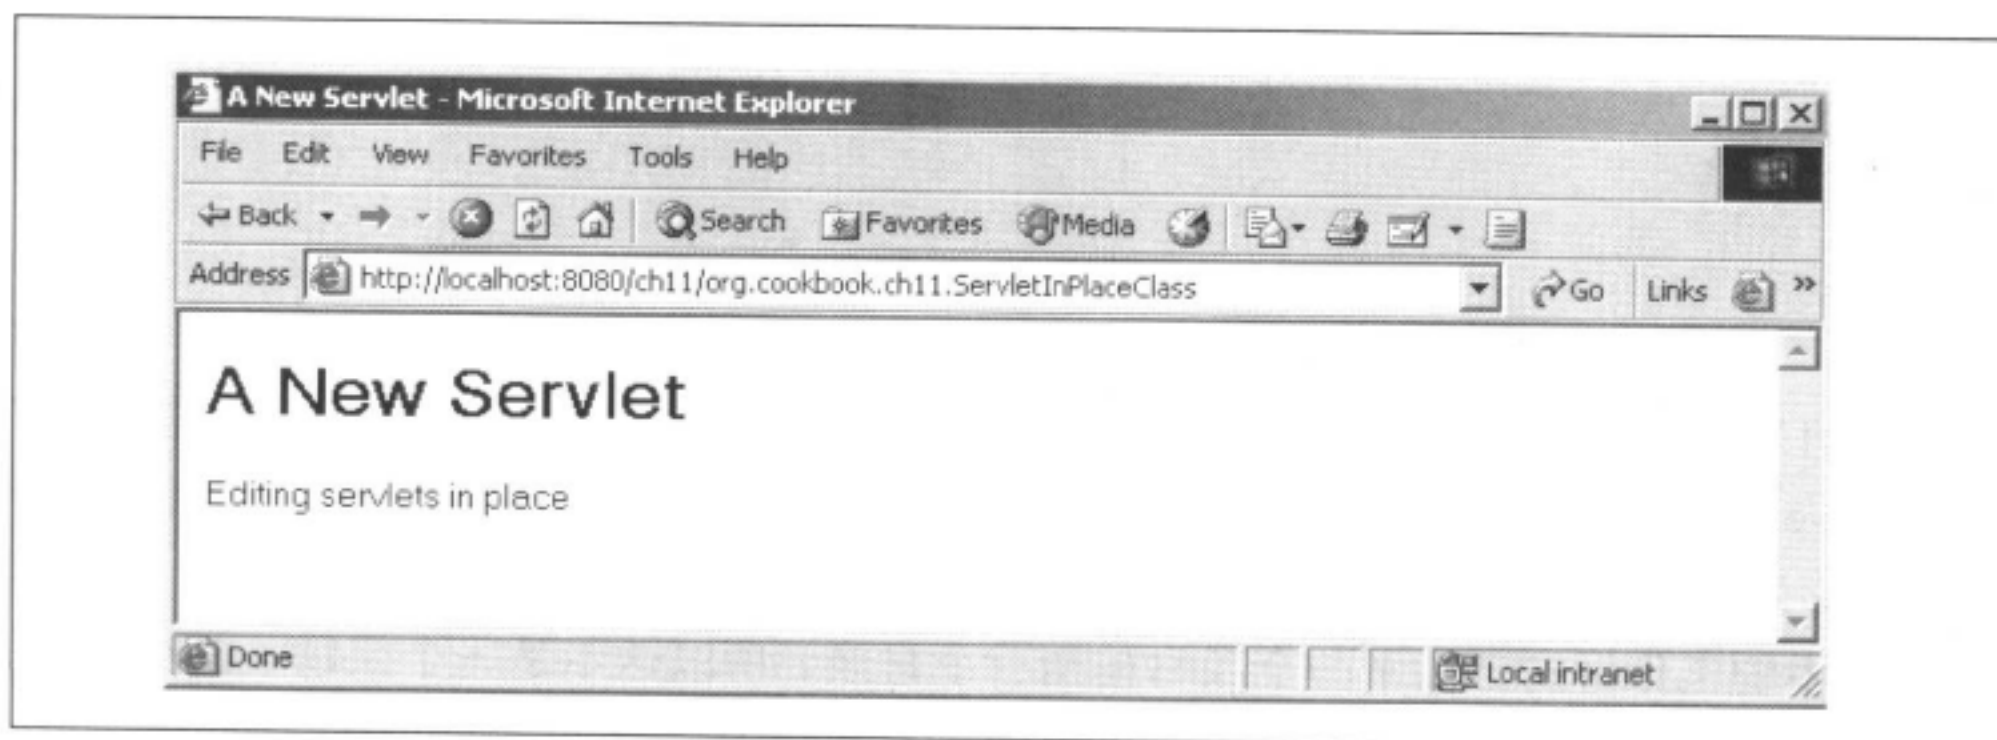 A New Servlet - Microsoft Internet Explorer
File Edit View Favorites Tools Help
Back Search Favorites Media
Address http://localhost:8080/ch11/org.cookbook.ch11.ServletInPlaceClass Go Links »
A New Servlet
Editing servlets in place
Done Local intranet